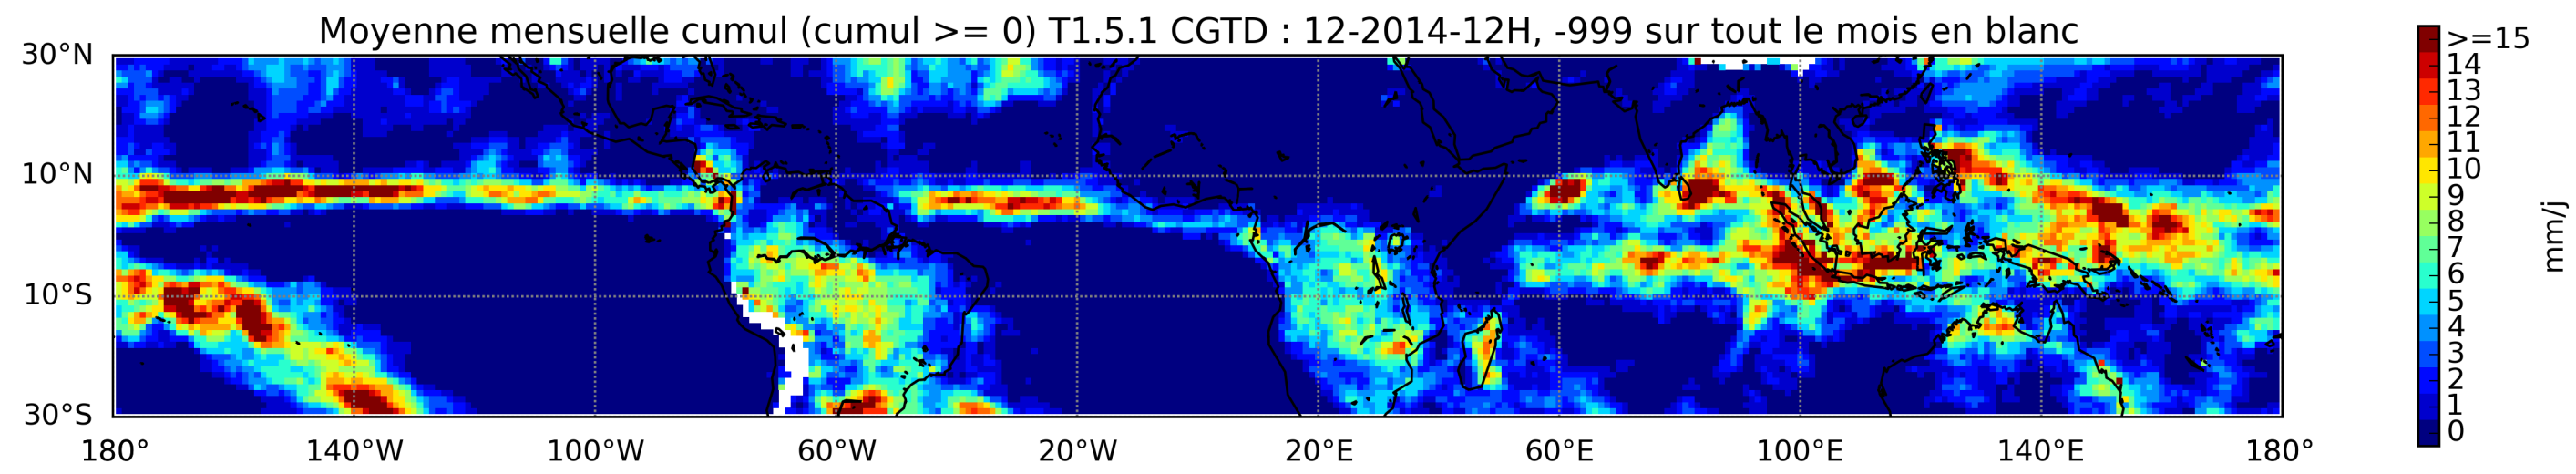 Moyenne mensuelle cumul (cumul >= 0) T1.5.1 CGTD : 12-2014-12H, -999 sur tout le mois en blanc
30°N
10°N
10°S
30°S
180°
140°W
100°W
60°W
20°W
20°E
60°E
100°E
140°E
180°
>=15
14
13
12
11
10
9
8
7
6
5
4
3
2
1
0
mm/j